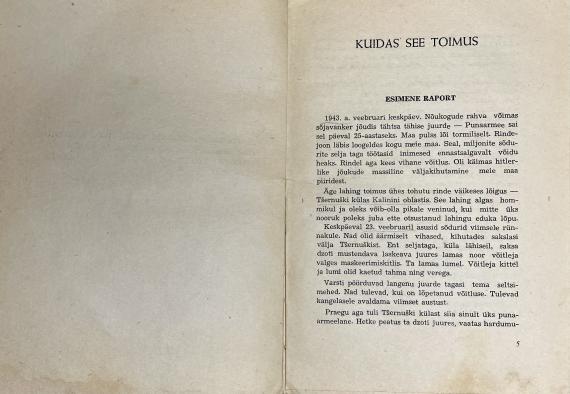 KUIDAS SEE TOIMUS
ESIMENE RAPORT
1943. a. veebruari keskpäev. Nõukogude rahva võimas
sõjavanker jõudis tähtsa tähise juurde — Punaarmee sai
sel päeval 25-aastaseks. Maa pulss lõi tormiliselt. Rinde-
joon läbis loogeldes kogu meie maa. Seal, miljonite sõdu-
rite selja taga töötasid inimesed ennastsalgavalt võidu
heaks. Rindel aga kees vihane võitlus. Oli käimas hitler-
like jõukude massiline väljakihutamine meie maa
piiridest.
Äge lahing toimus ühes tohutu rinde väikeses lõigus —
Tšernuški külas Kalinini oblastis. See lahing algas hom-
mikul ja oleks võib-olla pikale veninud, kui mitte üks
nooruk poleks juba ette otsustanud lahingu eduka lõpu.
Keskpäeval 23. veebruaril asusid sõdurid viimsele rün-
nakule. Nad olid äärmiselt vihased, kihutades sakslasi
välja Tšernuškist. Ent seljataga, küla lähiseil, saksa
dzoti mustendava laskeava juures lamas noor võitleja
valges maskeerimiskitlis. Ta lamas lumel. Võitleja kittel
ja lumi olid kaetud tahma ning verega.
Varsti pöörduvad langenu juurde tagasi tema seltsi-
mehed. Nad tulevad, kui on lõpetanud võitluse. Tulevad
kangelasele avaldama viimset austust.
Praegu aga tuli Tšernuški külast siia ainult üks puna-
armeelane. Hetke peatus ta dzoti juures, vaatas hardumu-
5